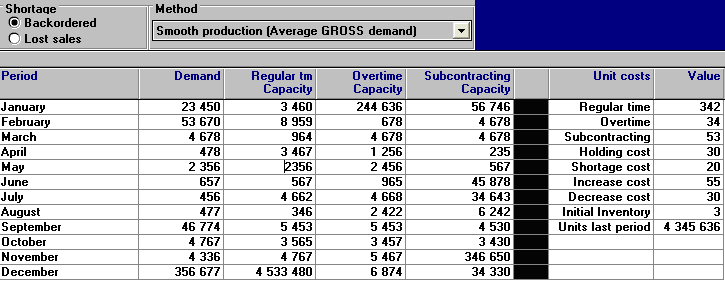 Shortage Method
Backordered
Lost sales
Smooth production (Average GROSS demand)
Period Demand Regular tm Capacity Overtime Capacity Subcontracting Capacity Unit costs Value
January 23 450 3 460 244 636 56 746 Regular time 342
February 53 670 8 959 678 4 678 Overtime 34
March 4 678 964 4 678 4 678 Subcontracting 53
April 478 3 467 1 256 235 Holding cost 30
May 2 356 2356 2 456 567 Shortage cost 20
June 657 567 965 45 878 Increase cost 55
July 456 4 662 4 668 34 643 Decrease cost 30
August 477 346 2 422 6 242 Initial Inventory 3
September 46 774 5 453 5 453 4 530 Units last period 4 345 636
October 4 767 3 565 3 457 3 430
November 4 336 4 767 5 467 346 650
December 356 677 4 533 480 6 874 34 330